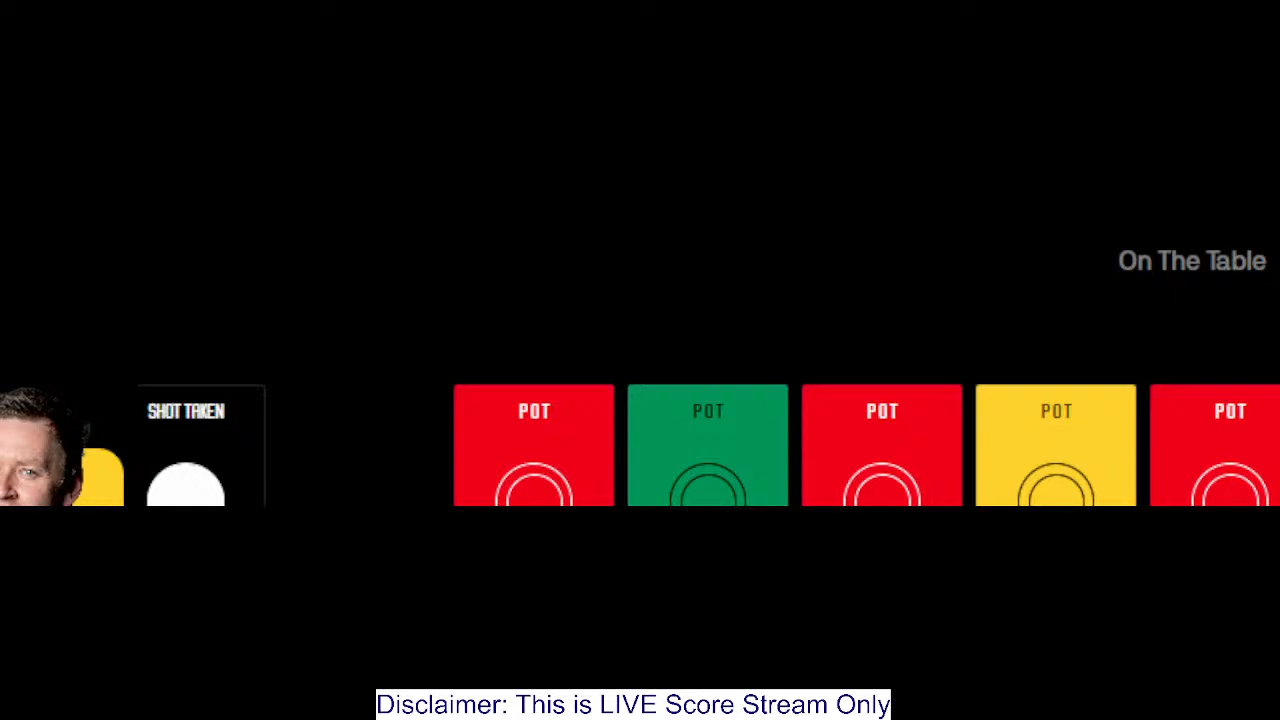 On The Table
SHOT TAKEN
POT
POT
POT
POT
POT
Disclaimer: This is LIVE Score Stream Only